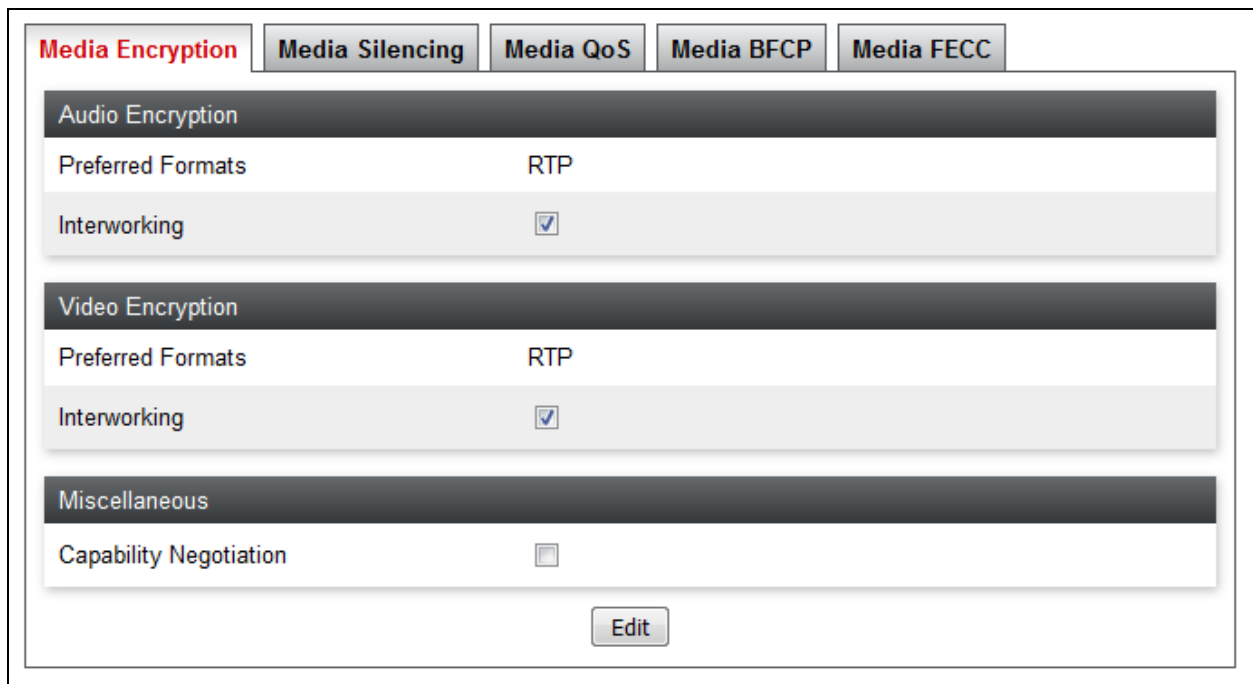 Media Encryption Media Silencing Media QoS Media BFCP Media FECC
Audio Encryption
Preferred Formats RTP
Interworking
Video Encryption
Preferred Formats RTP
Interworking
Miscellaneous
Capability Negotiation
Edit